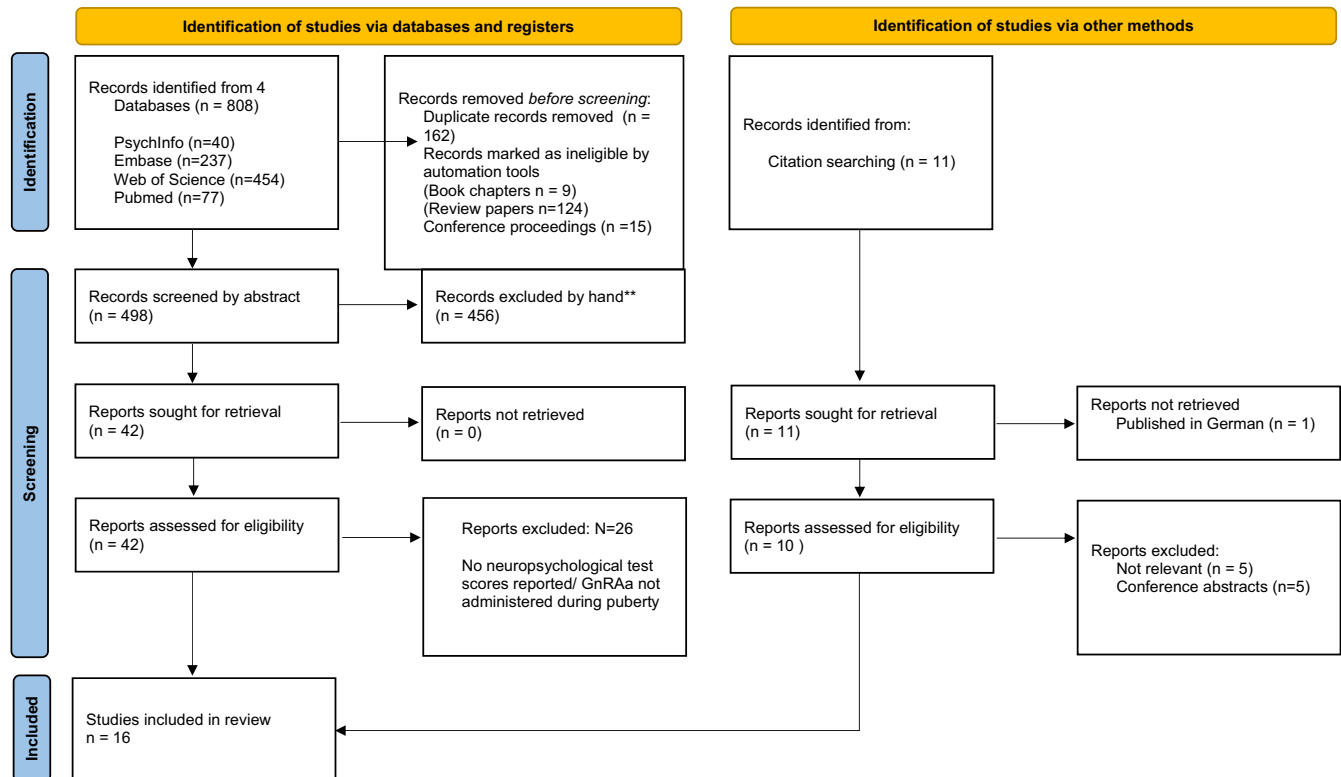 Identification of studies via databases and registers
Identification of studies via other methods
Identification
Records identified from 4
Databases (n = 808)
PsychInfo (n=40)
Embase (n=237)
Web of Science (n=454)
Pubmed (n=77)
Records removed before screening:
Duplicate records removed (n =
162)
Records marked as ineligible by
automation tools
(Book chapters n = 9)
(Review papers n=124)
Conference proceedings (n =15)
Records identified from:
Citation searching (n = 11)
Screening
Records screened by abstract
(n = 498)
Records excluded by hand**
(n = 456)
Reports sought for retrieval
(n = 42)
Reports not retrieved
(n = 0)
Reports sought for retrieval
(n = 11)
Reports not retrieved
Published in German (n = 1)
Reports assessed for eligibility
(n = 42)
Reports excluded: N=26
No neuropsychological test
scores reported/ GnRAa not
administered during puberty
Reports assessed for eligibility
(n = 10 )
Reports excluded:
Not relevant (n = 5)
Conference abstracts (n=5)
Included
Studies included in review
n = 16